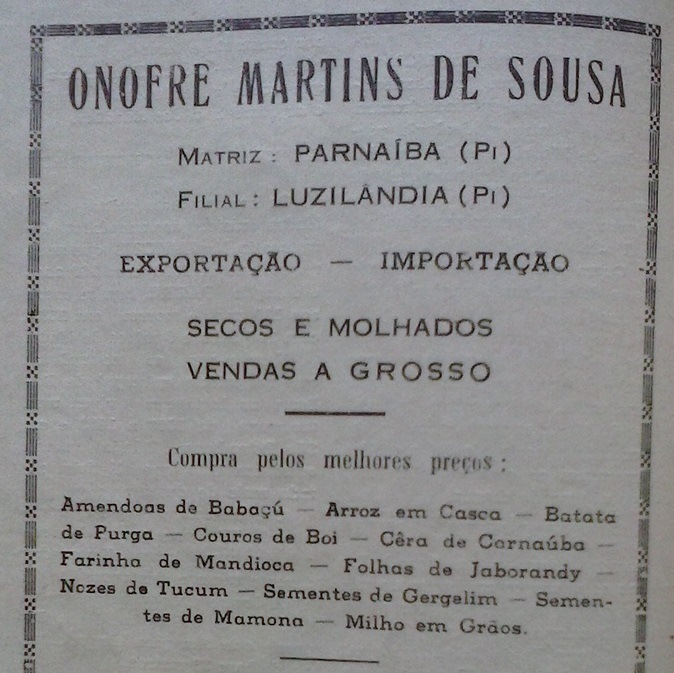 ONOFRE MARTINS DE SOUSA
MATRIZ: PARNAÍBA (PI)
FILIAL: LUZILÂNDIA (PI)
EXPORTAÇÃO — IMPORTAÇÃO
SECOS E MOLHADOS
VENDAS A GROSSO
Compra pelos melhores preços:
Amendoas de Babaçú — Arroz em Casca — Batata
de Purga — Couros de Boi — Cêra de Carnaúba —
Farinha de Mandioca — Folhas de Jaborandy —
Nozes de Tucum — Sementes de Gergelim — Semen-
tes de Mamona — Milho em Grãos.